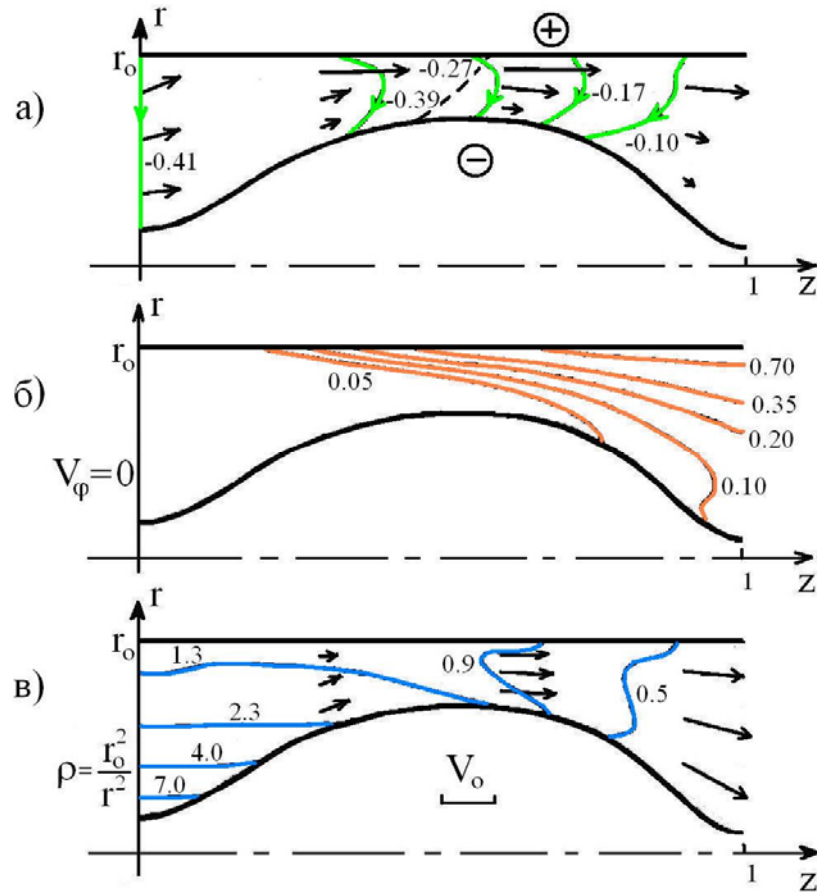 r
r₀
+
а)
-0.27
-0.39
-0.17
-0.41
-0.10
−
1
z
r
r₀
б)
0.05
0.70
0.35
0.20
Vφ=0
0.10
1
z
r
r₀
1.3
0.9
в)
0.5
2.3
ρ=r₀²/r²
4.0
7.0
V₀
1
z